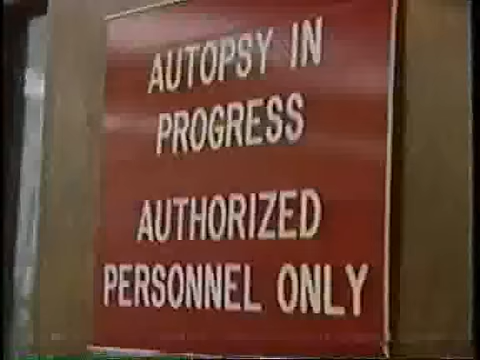 AUTOPSY IN
PROGRESS
AUTHORIZED
PERSONNEL ONLY